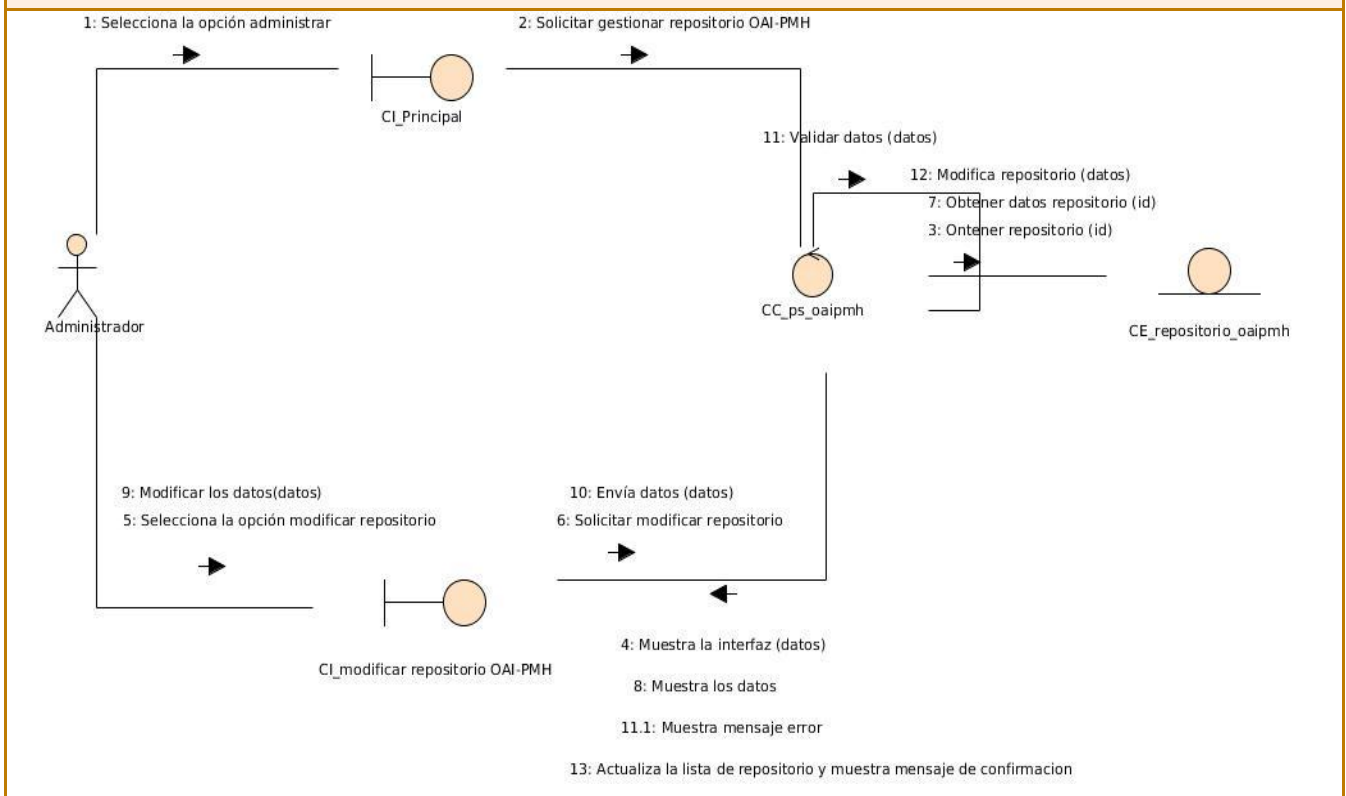 1: Selecciona la opción administrar
2: Solicitar gestionar repositorio OAI-PMH
CI_Principal
11: Validar datos (datos)
12: Modifica repositorio (datos)
7: Obtener datos repositorio (id)
3: Ontener repositorio (id)
CC_ps_oaipmh
Administrador
CE_repositorio_oaipmh
9: Modificar los datos(datos)
10: Envía datos (datos)
5: Selecciona la opción modificar repositorio
6: Solicitar modificar repositorio
4: Muestra la interfaz (datos)
CI_modificar repositorio OAI-PMH
8: Muestra los datos
11.1: Muestra mensaje error
13: Actualiza la lista de repositorio y muestra mensaje de confirmacion